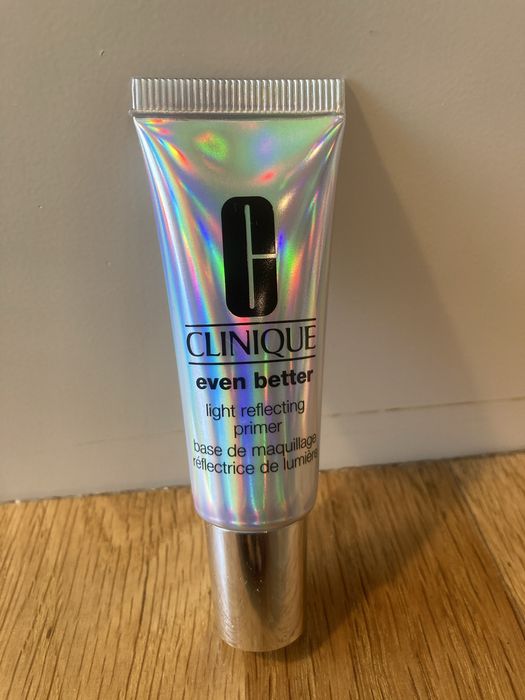 CLINIQUE
even better
light reflecting
primer
base de maquillage
réflectrice de lumière